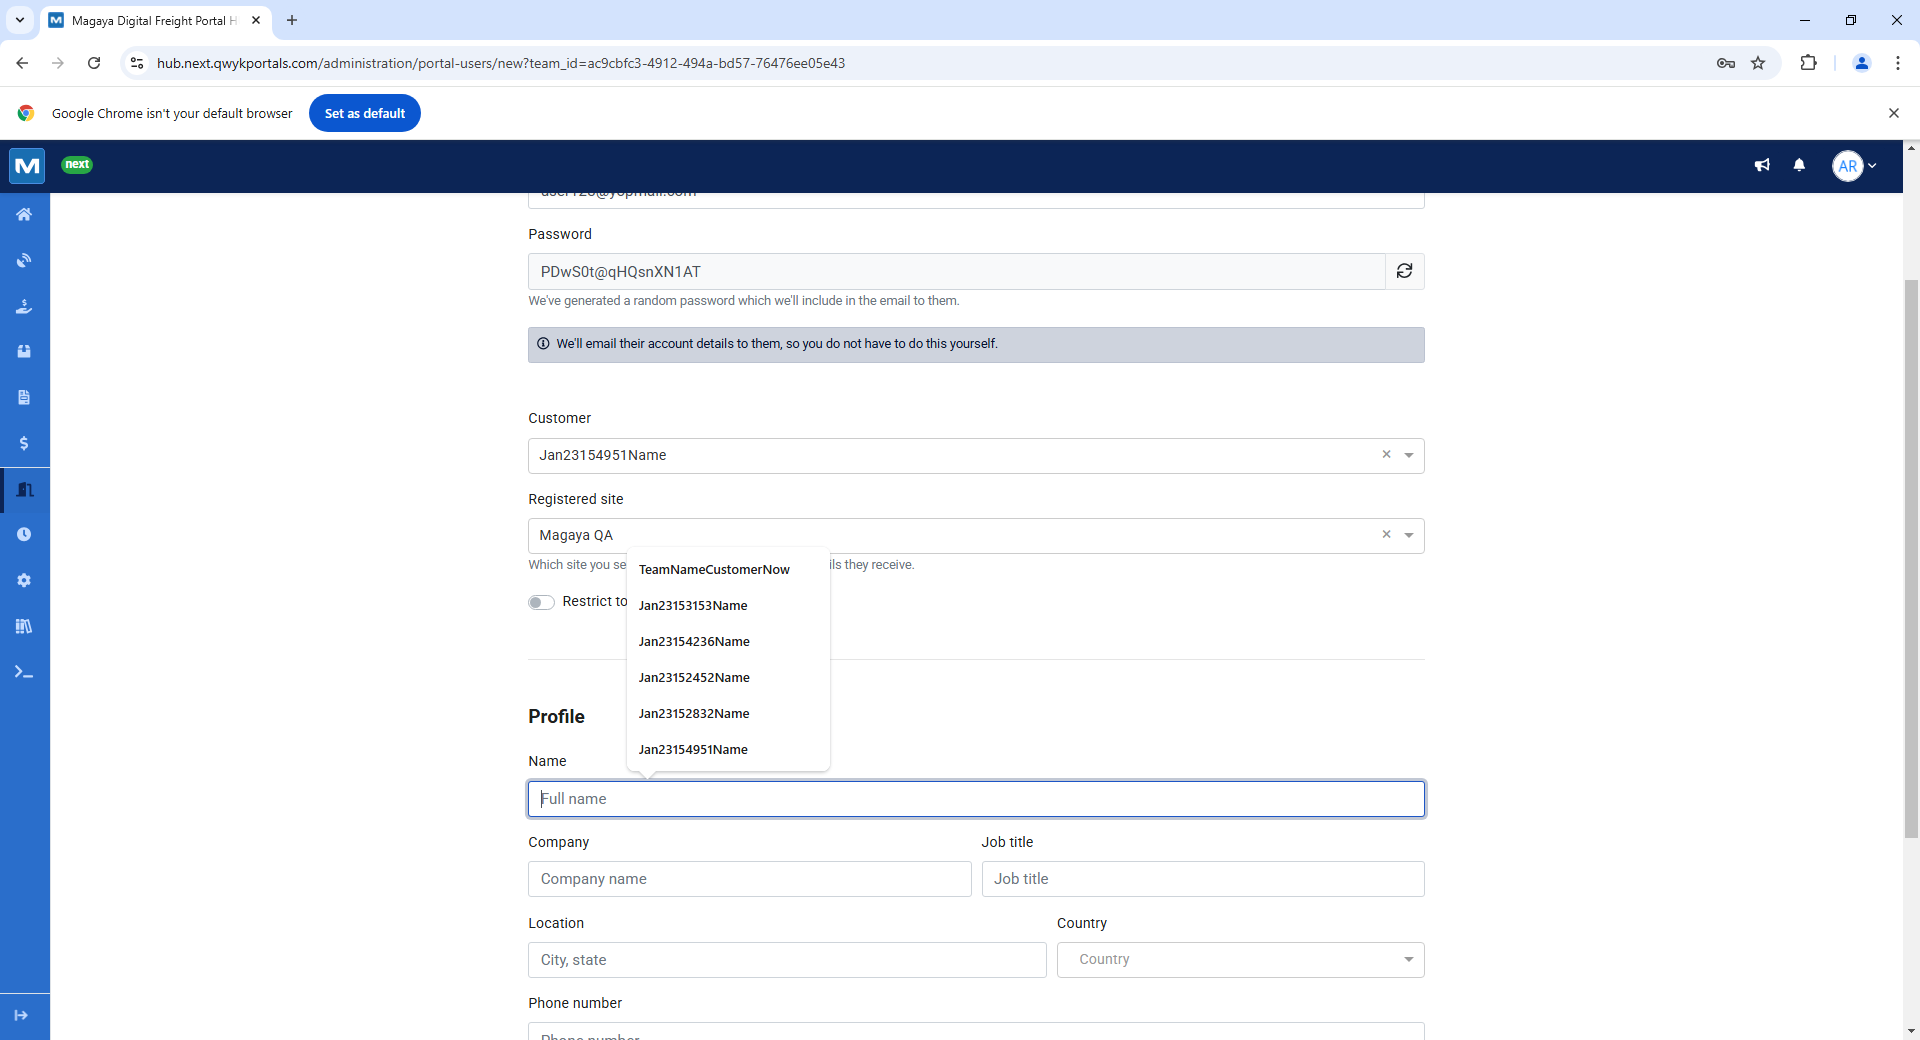 Magaya Digital Freight Portal H
hub.next.qwykportals.com/administration/portal-users/new?team_id=ac9cbfc3-4912-494a-bd57-76476ee05e43
Google Chrome isn't your default browser
Set as default
M
next
AR
user123@yopmail.com
Password
PDwS0t@qHQsnXN1AT
We've generated a random password which we'll include in the email to them.
We'll email their account details to them, so you do not have to do this yourself.
Customer
Jan23154951Name
Registered site
Magaya QA
Which site you se
ils they receive.
Restrict to
TeamNameCustomerNow
Jan23153153Name
Jan23154236Name
Jan23152452Name
Jan23152832Name
Jan23154951Name
Profile
Name
Full name
Company
Job title
Company name
Job title
Location
Country
City, state
Country
Phone number
Phone number